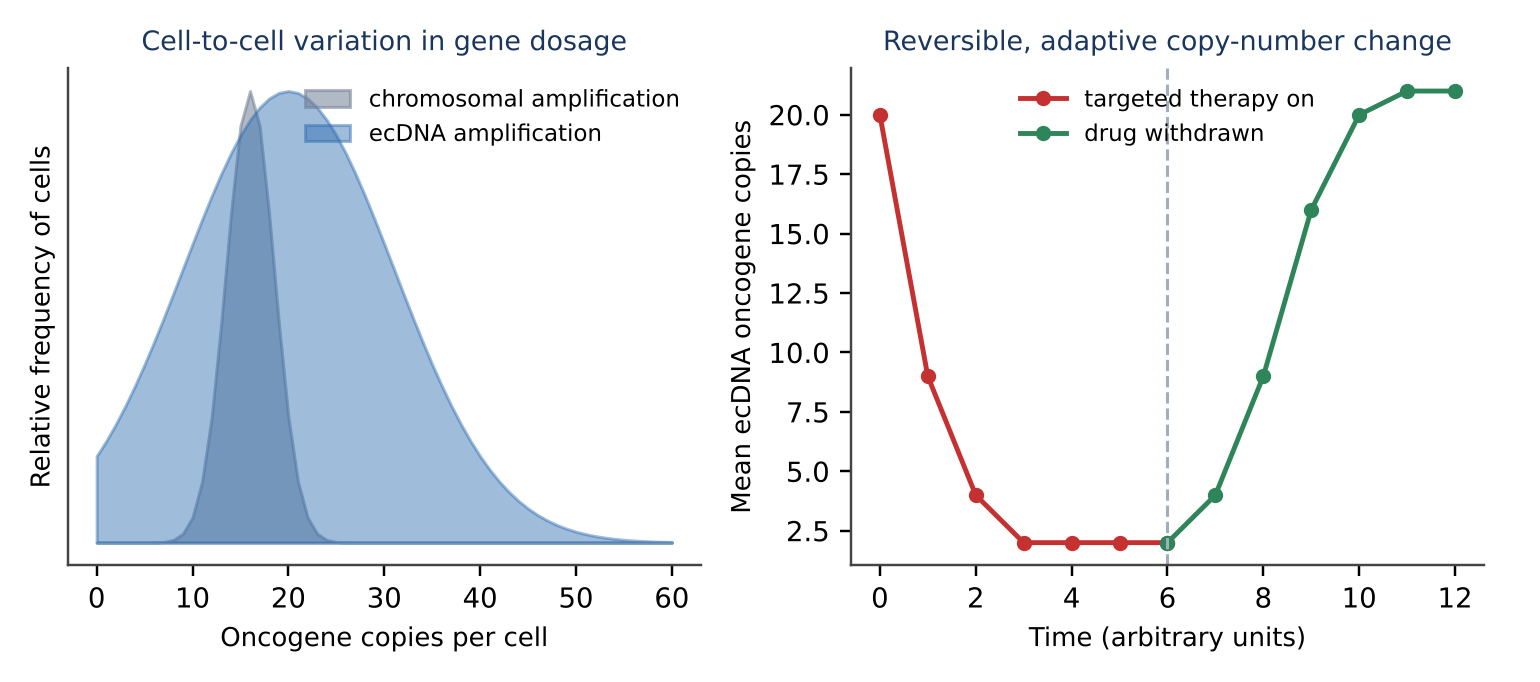 Cell-to-cell variation in gene dosage
chromosomal amplification
ecDNA amplification
Relative frequency of cells
0 10 20 30 40 50 60
Oncogene copies per cell
Reversible, adaptive copy-number change
targeted therapy on
drug withdrawn
Mean ecDNA oncogene copies
20.0
17.5
15.0
12.5
10.0
7.5
5.0
2.5
0 2 4 6 8 10 12
Time (arbitrary units)